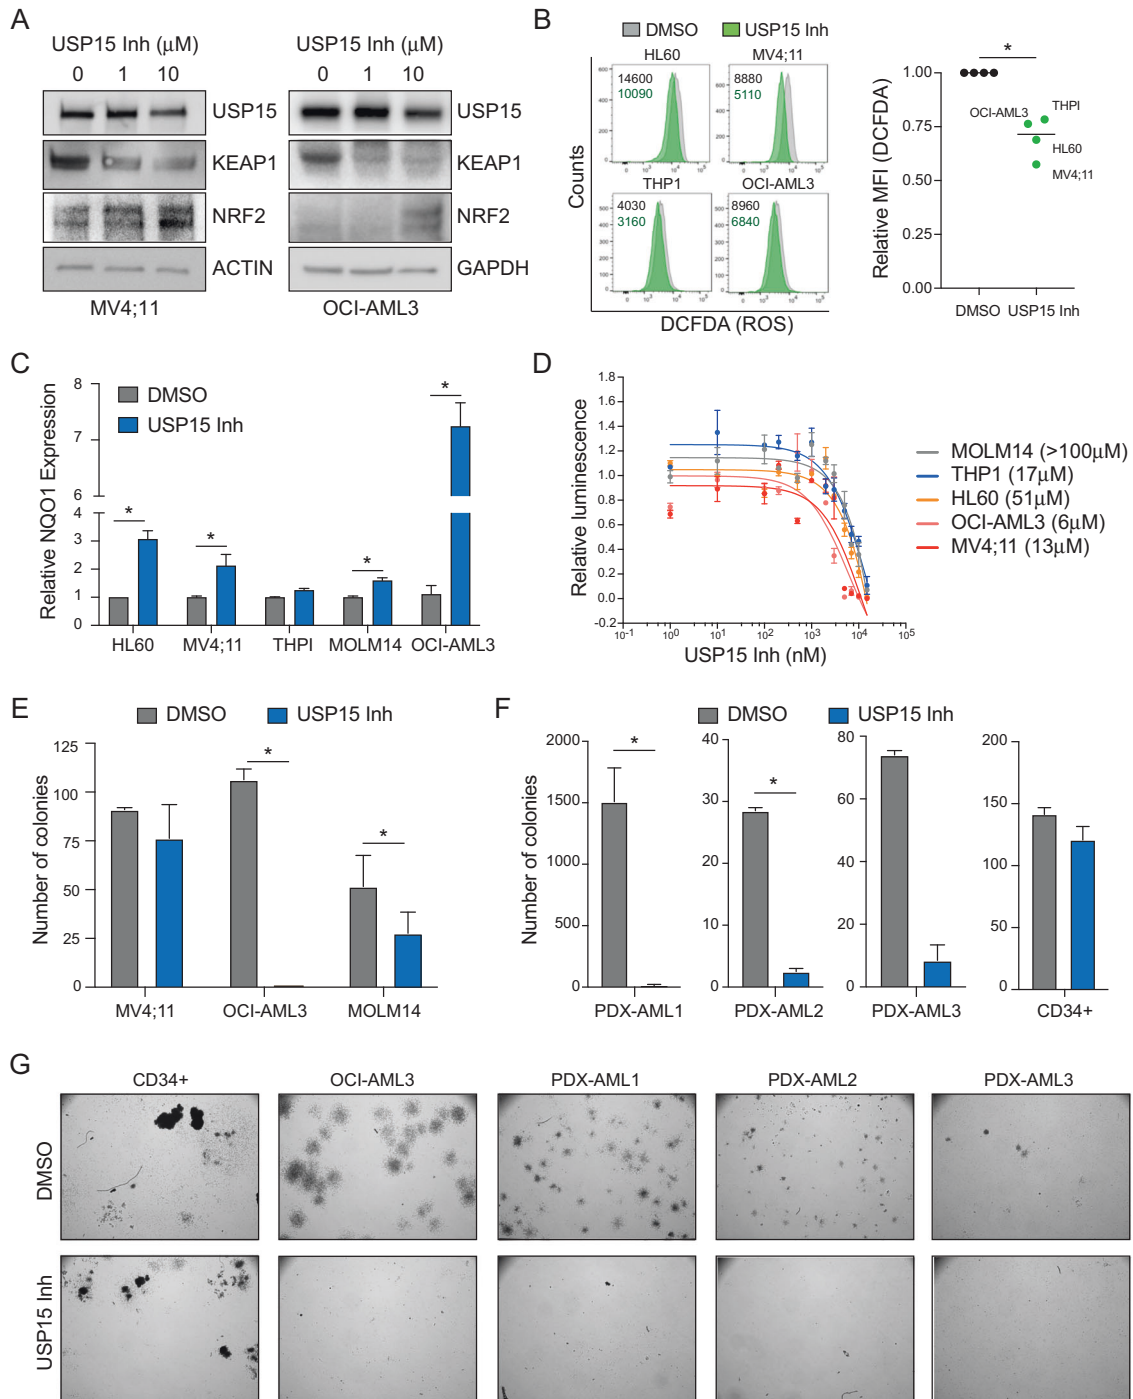 A
USP15 Inh (μM)
USP15 Inh (μM)
0 1 10
0 1 10
USP15
USP15
KEAP1
KEAP1
NRF2
NRF2
ACTIN
GAPDH
MV4;11
OCI-AML3
B
DMSO
USP15 Inh
HL60
MV4;11
14600
10090
8880
5110
THP1
OCI-AML3
4030
3160
8960
6840
Counts
DCFDA (ROS)
*
1.00
0.75
0.50
0.25
0.00
Relative MFI (DCFDA)
OCI-AML3
THPI
HL60
MV4;11
DMSO USP15 Inh
C
DMSO
USP15 Inh
Relative NQO1 Expression
8
7
6
4
3
2
1
0
*
*
*
*
HL60 MV4;11 THPI MOLM14 OCI-AML3
D
Relative luminescence
1.8
1.6
1.4
1.2
1.0
0.8
0.6
0.4
0.2
0.0
-0.2
10-1 100 101 102 103 104 105
USP15 Inh (nM)
MOLM14 (>100μM)
THP1 (17μM)
HL60 (51μM)
OCI-AML3 (6μM)
MV4;11 (13μM)
E
DMSO
USP15 Inh
Number of colonies
125
100
75
50
25
0
*
*
MV4;11 OCI-AML3 MOLM14
F
DMSO
USP15 Inh
Number of colonies
2000
1500
1000
500
0
*
PDX-AML1
40
30
20
10
0
*
PDX-AML2
80
60
40
20
0
PDX-AML3
200
150
100
50
0
CD34+
G
CD34+ OCI-AML3 PDX-AML1 PDX-AML2 PDX-AML3
DMSO
USP15 Inh